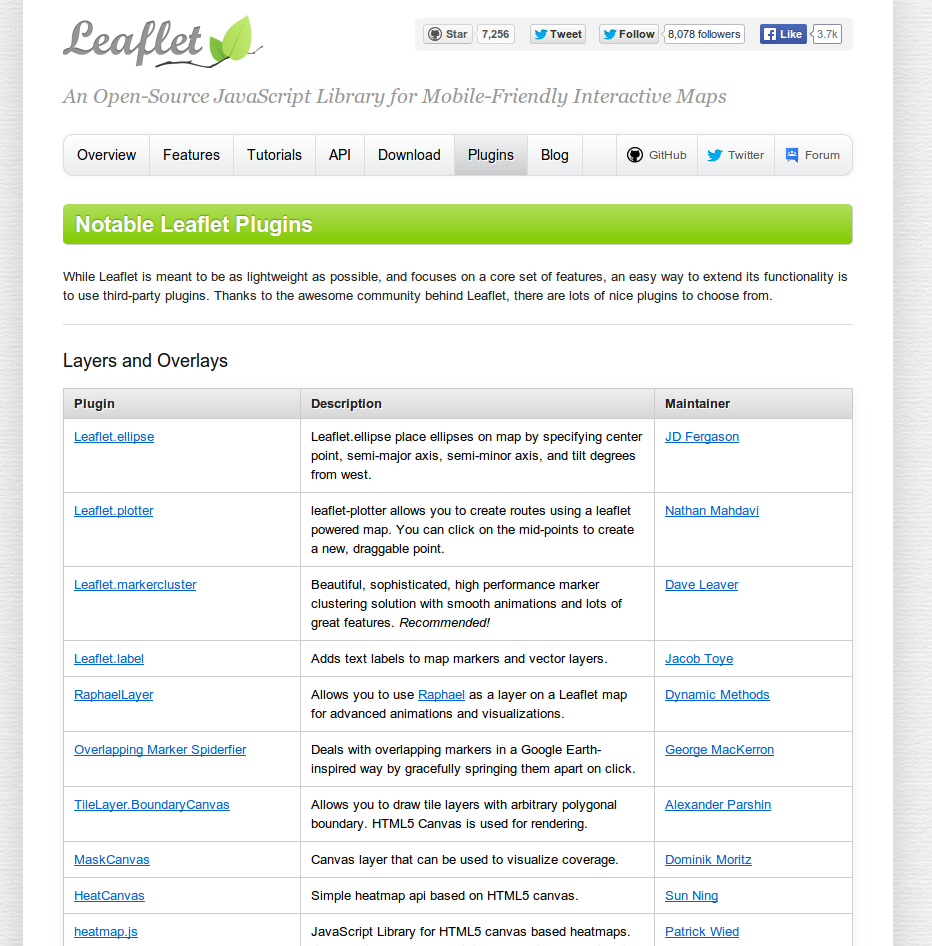 Leaflet
Star 7,256 Tweet Follow 8,078 followers Like 3.7k
An Open-Source JavaScript Library for Mobile-Friendly Interactive Maps
Overview Features Tutorials API Download Plugins Blog GitHub Twitter Forum
Notable Leaflet Plugins
While Leaflet is meant to be as lightweight as possible, and focuses on a core set of features, an easy way to extend its functionality is
to use third-party plugins. Thanks to the awesome community behind Leaflet, there are lots of nice plugins to choose from.
Layers and Overlays
Plugin Description Maintainer
Leaflet.ellipse Leaflet.ellipse place ellipses on map by specifying center JD Fergason
point, semi-major axis, semi-minor axis, and tilt degrees
from west.
Leaflet.plotter leaflet-plotter allows you to create routes using a leaflet Nathan Mahdavi
powered map. You can click on the mid-points to create
a new, draggable point.
Leaflet.markercluster Beautiful, sophisticated, high performance marker Dave Leaver
clustering solution with smooth animations and lots of
great features. Recommended!
Leaflet.label Adds text labels to map markers and vector layers. Jacob Toye
RaphaelLayer Allows you to use Raphael as a layer on a Leaflet map Dynamic Methods
for advanced animations and visualizations.
Overlapping Marker Spiderfier Deals with overlapping markers in a Google Earth- George MacKerron
inspired way by gracefully springing them apart on click.
TileLayer.BoundaryCanvas Allows you to draw tile layers with arbitrary polygonal Alexander Parshin
boundary. HTML5 Canvas is used for rendering.
MaskCanvas Canvas layer that can be used to visualize coverage. Dominik Moritz
HeatCanvas Simple heatmap api based on HTML5 canvas. Sun Ning
heatmap.js JavaScript Library for HTML5 canvas based heatmaps. Patrick Wied